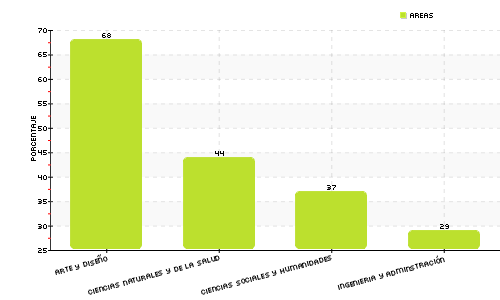 AREAS
70
65
60
55
50
45
40
35
30
25
PORCENTAJE
68
44
37
29
ARTE Y DISEÑO
CIENCIAS NATURALES Y DE LA SALUD
CIENCIAS SOCIALES Y HUMANIDADES
INGENIERIA Y ADMINSTRACIÓN